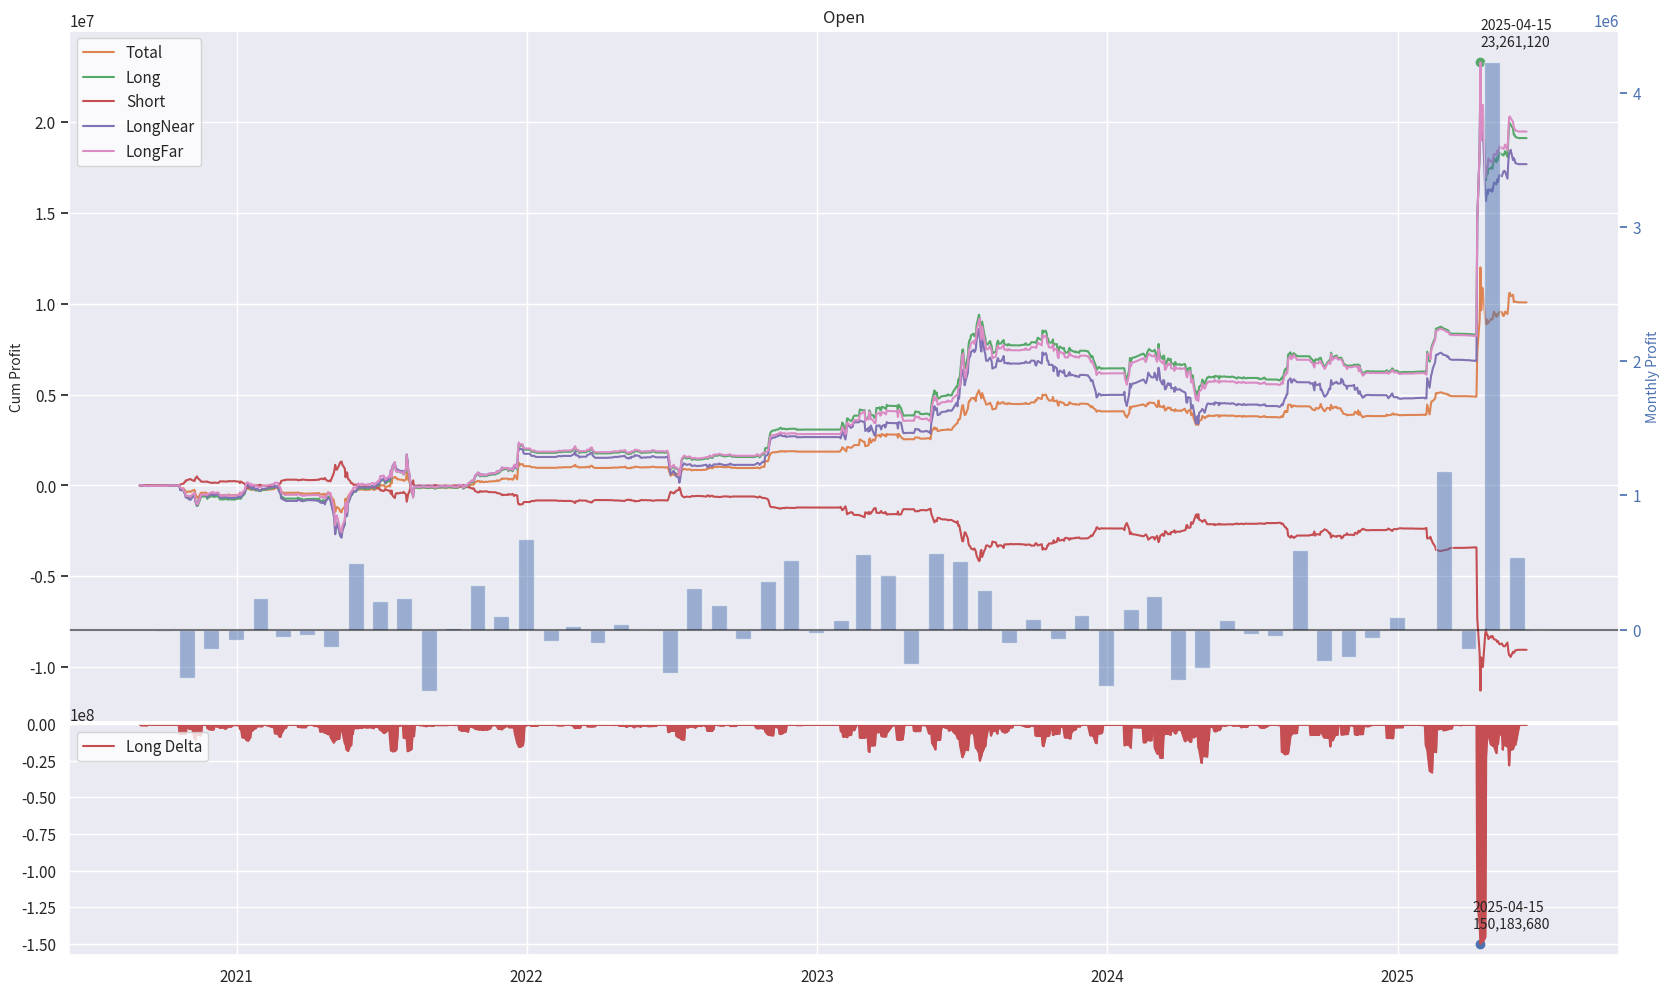 Open
1e7
1e6
2025-04-15
23,261,120
Total
Long
Short
LongNear
LongFar
2.0
1.5
1.0
0.5
0.0
-0.5
-1.0
Cum Profit
4
3
2
1
0
Monthly Profit
1e8
Long Delta
0.00
-0.25
-0.50
-0.75
-1.00
-1.25
-1.50
2025-04-15
150,183,680
2021
2022
2023
2024
2025